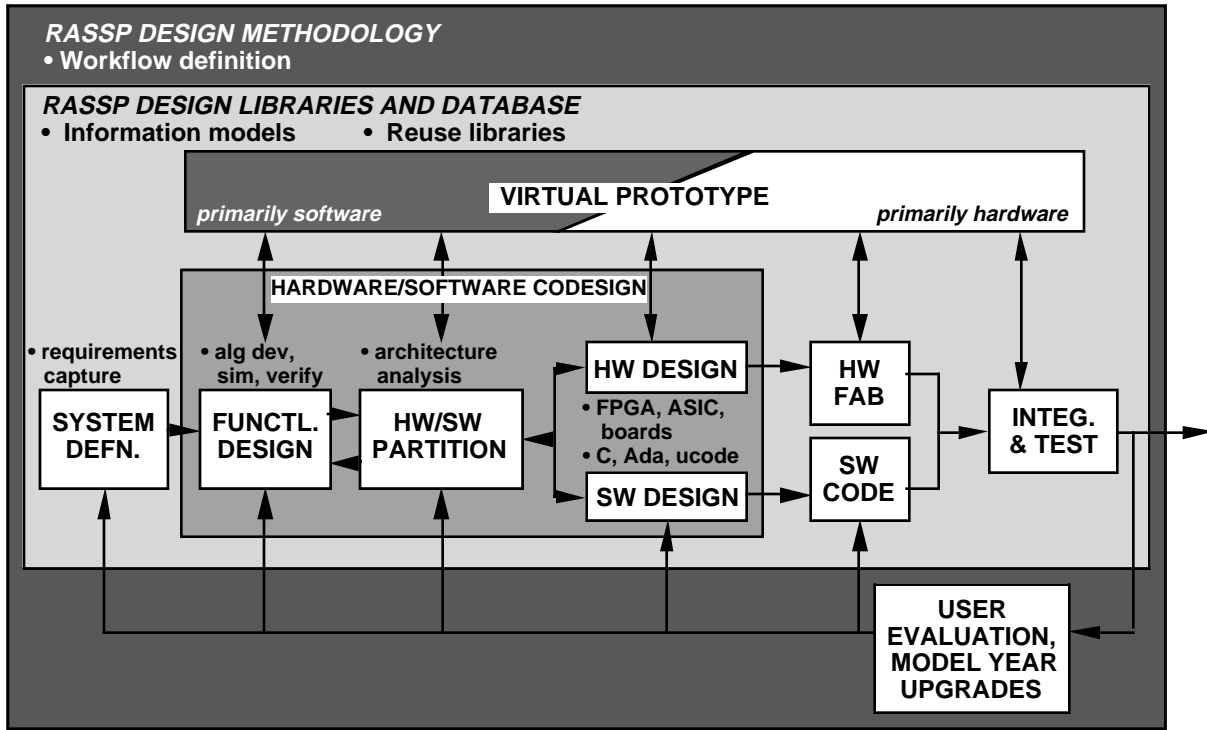 RASSP DESIGN METHODOLOGY
• Workflow definition
RASSP DESIGN LIBRARIES AND DATABASE
• Information models • Reuse libraries
VIRTUAL PROTOTYPE
primarily software
primarily hardware
HARDWARE/SOFTWARE CODESIGN
• requirements
capture
SYSTEM
DEFN.
• alg dev,
sim, verify
FUNCTL.
DESIGN
• architecture
analysis
HW/SW
PARTITION
HW DESIGN
• FPGA, ASIC,
boards
• C, Ada, ucode
SW DESIGN
HW
FAB
SW
CODE
INTEG.
& TEST
USER
EVALUATION,
MODEL YEAR
UPGRADES